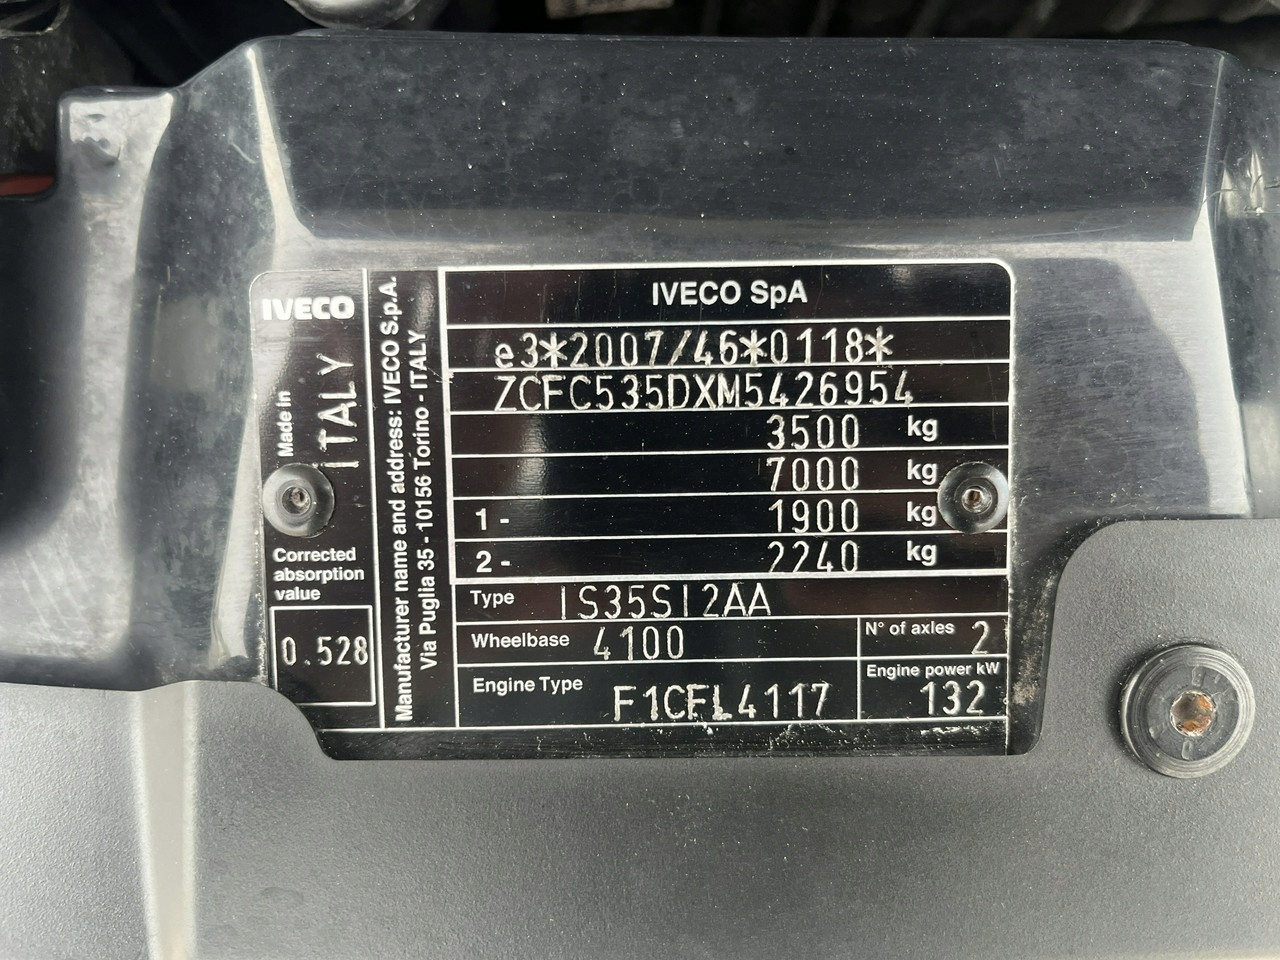 IVECO
Made in
ITALY
Corrected
absorption
value
0.528
Manufacturer name and address: IVECO S.p.A.
Via Puglia 35 - 10156 Torino - ITALY
IVECO SpA
e3*2007/46*0118*
ZCFC535DXM5426954
3500 kg
7000 kg
1 - 1900 kg
2 - 2240 kg
Type IS35SI2AA
Wheelbase 4100
N° of axles 2
Engine Type F1CFL4117
Engine power kW
132